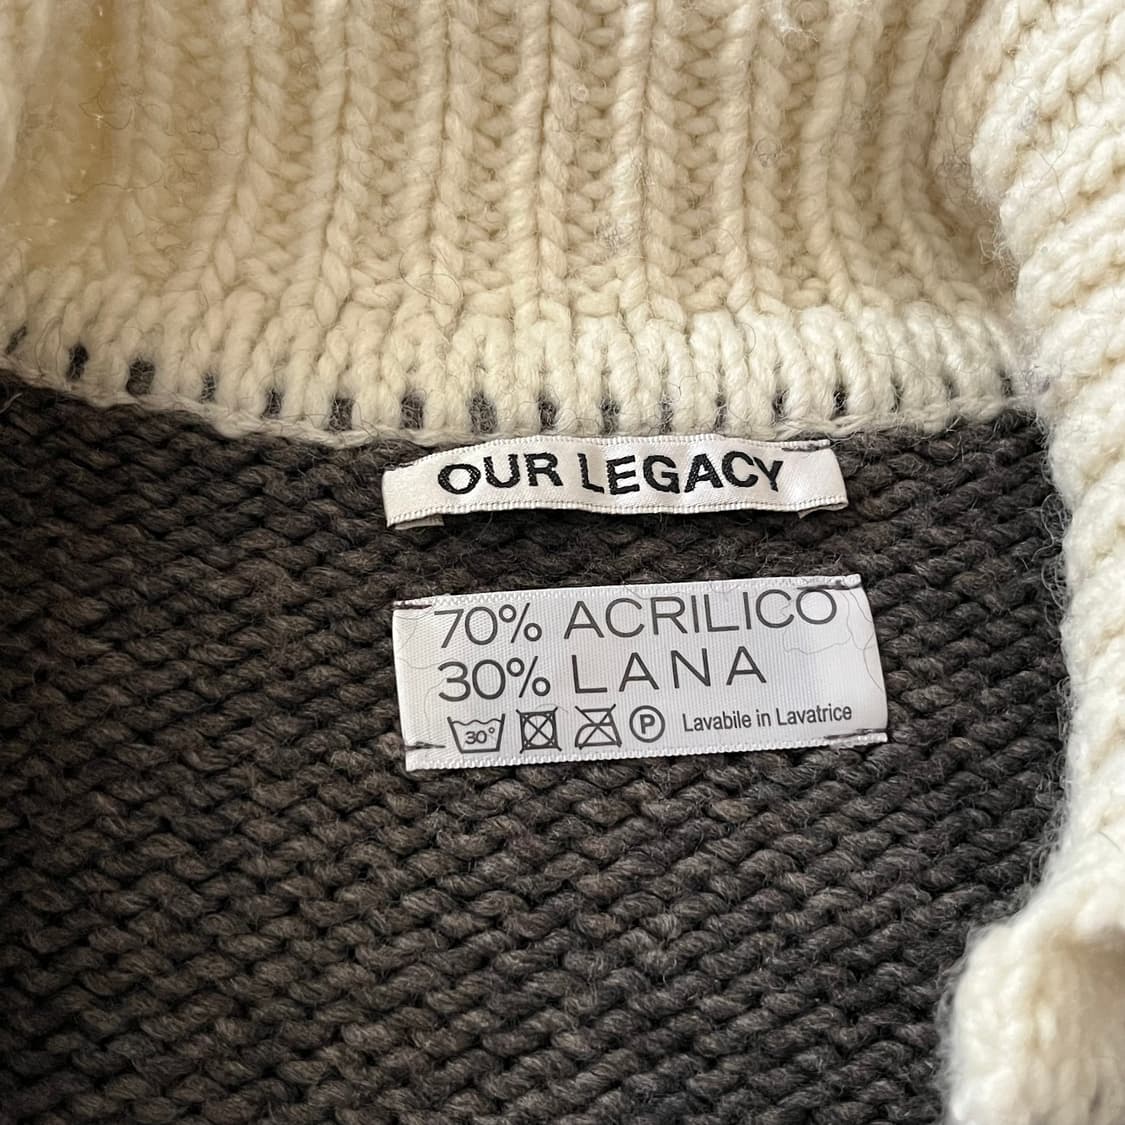 OUR LEGACY
70% ACRILICO
30% LANA
30° P Lavabile in Lavatrice